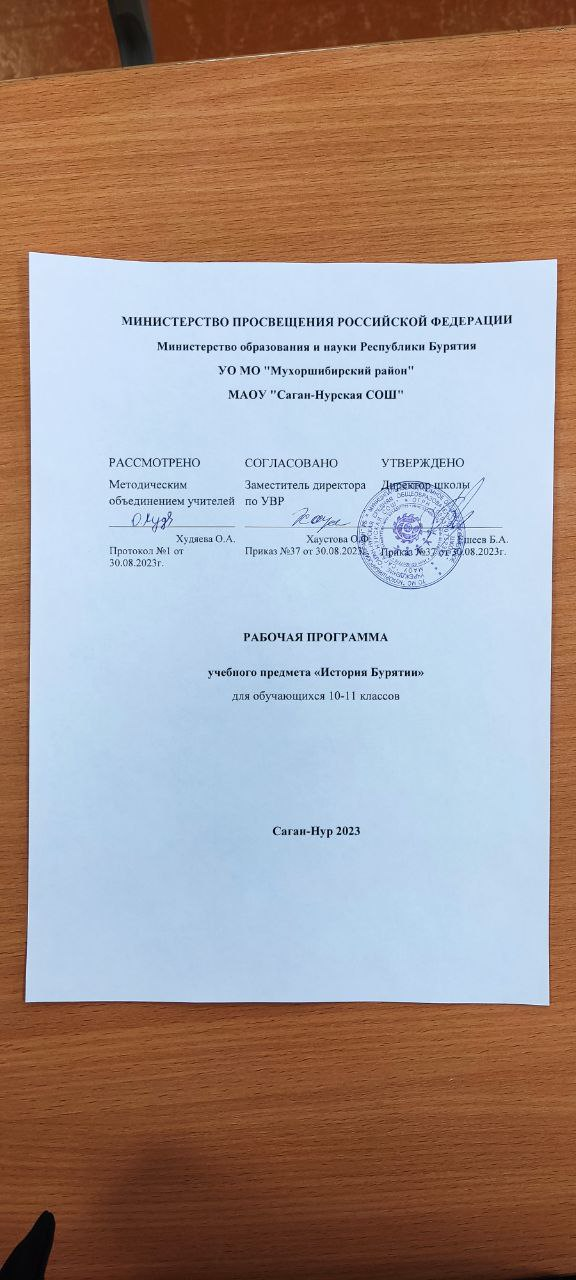 МИНИСТЕРСТВО ПРОСВЕЩЕНИЯ РОССИЙСКОЙ ФЕДЕРАЦИИ
Министерство образования и науки Республики Бурятия
УО МО "Мухоршибирский район"
МАОУ "Саган-Нурская СОШ"
РАССМОТРЕНО
Методическим
объединением учителей
Худяева О.А.
Протокол №1 от
30.08.2023г.
СОГЛАСОВАНО
Заместитель директора
по УВР
Хаустова О.Ф.
Приказ №37 от 30.08.2023г.
УТВЕРЖДЕНО
Директор школы
Ешеев Б.А.
Приказ №37 от 30.08.2023г.
РАБОЧАЯ ПРОГРАММА
учебного предмета «История Бурятии»
для обучающихся 10-11 классов
Саган-Нур 2023